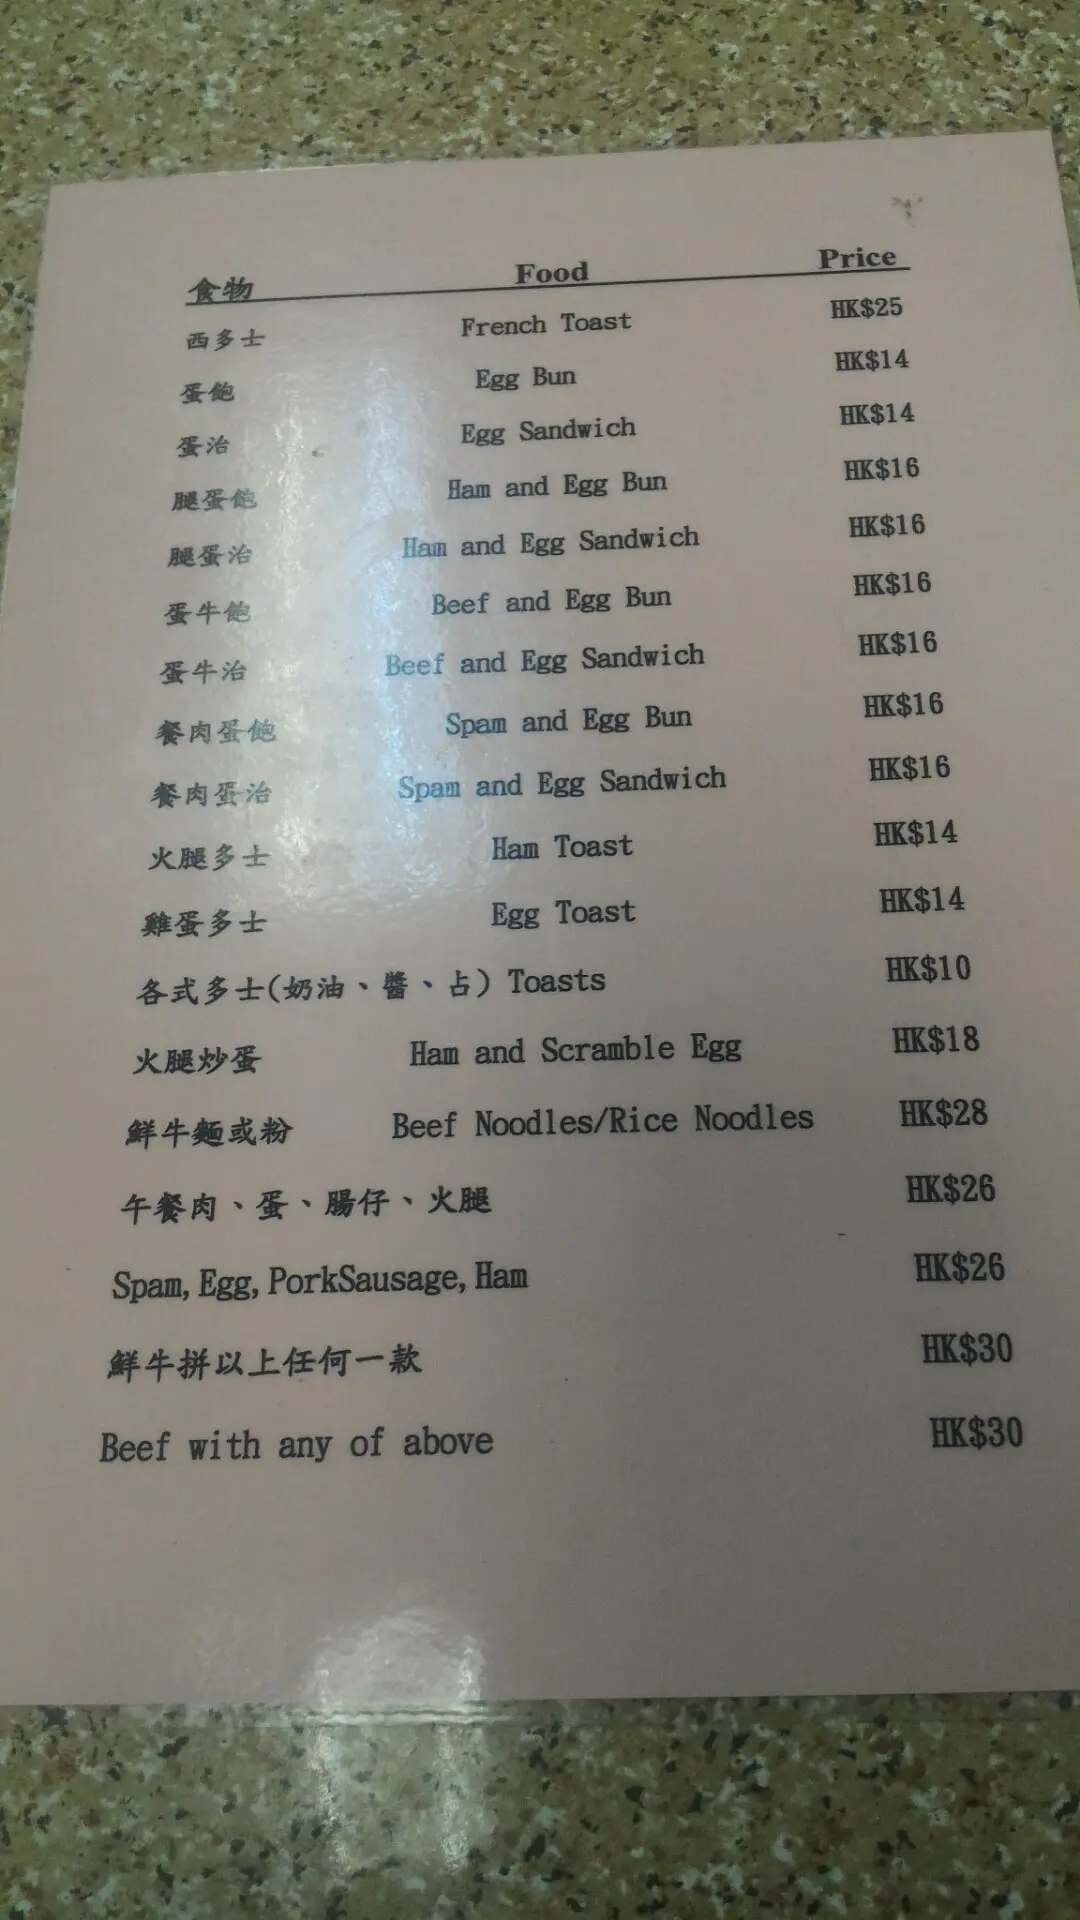 食物 Food Price
西多士 French Toast HK$25
蛋飽 Egg Bun HK$14
蛋治 Egg Sandwich HK$14
腿蛋飽 Ham and Egg Bun HK$16
腿蛋治 Ham and Egg Sandwich HK$16
蛋牛飽 Beef and Egg Bun HK$16
蛋牛治 Beef and Egg Sandwich HK$16
餐肉蛋飽 Spam and Egg Bun HK$16
餐肉蛋治 Spam and Egg Sandwich HK$16
火腿多士 Ham Toast HK$14
雞蛋多士 Egg Toast HK$14
各式多士(奶油、醬、占) Toasts HK$10
火腿炒蛋 Ham and Scramble Egg HK$18
鮮牛麵或粉 Beef Noodles/Rice Noodles HK$28
午餐肉、蛋、腸仔、火腿 HK$26
Spam, Egg, PorkSausage, Ham HK$26
鮮牛拼以上任何一款 HK$30
Beef with any of above HK$30